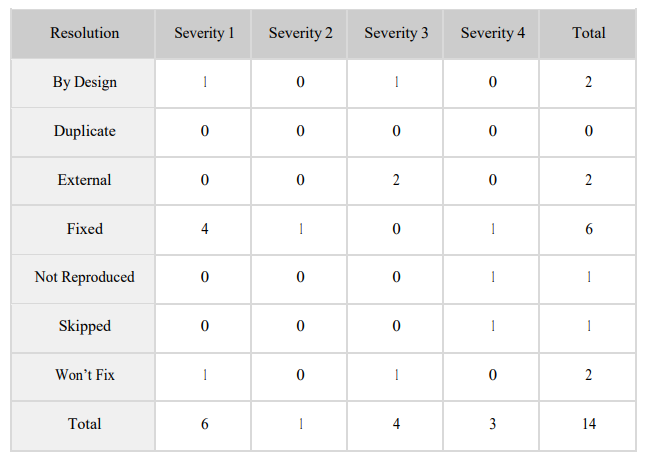 Resolution Severity 1 Severity 2 Severity 3 Severity 4 Total
By Design 1 0 1 0 2
Duplicate 0 0 0 0 0
External 0 0 2 0 2
Fixed 4 1 0 1 6
Not Reproduced 0 0 0 1 1
Skipped 0 0 0 1 1
Won’t Fix 1 0 1 0 2
Total 6 1 4 3 14